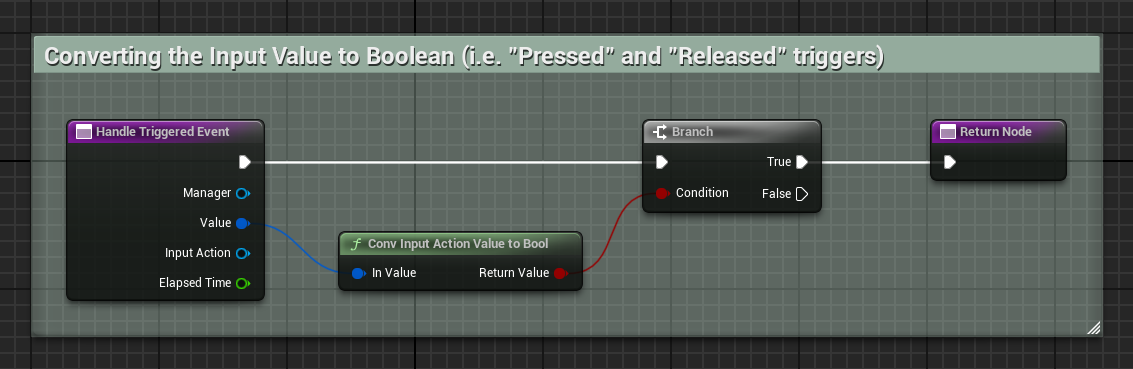 Converting the Input Value to Boolean (i.e. "Pressed" and "Released" triggers)
Handle Triggered Event
Manager
Value
Input Action
Elapsed Time
f Conv Input Action Value to Bool
In Value Return Value
Branch
True
Condition False
Return Node